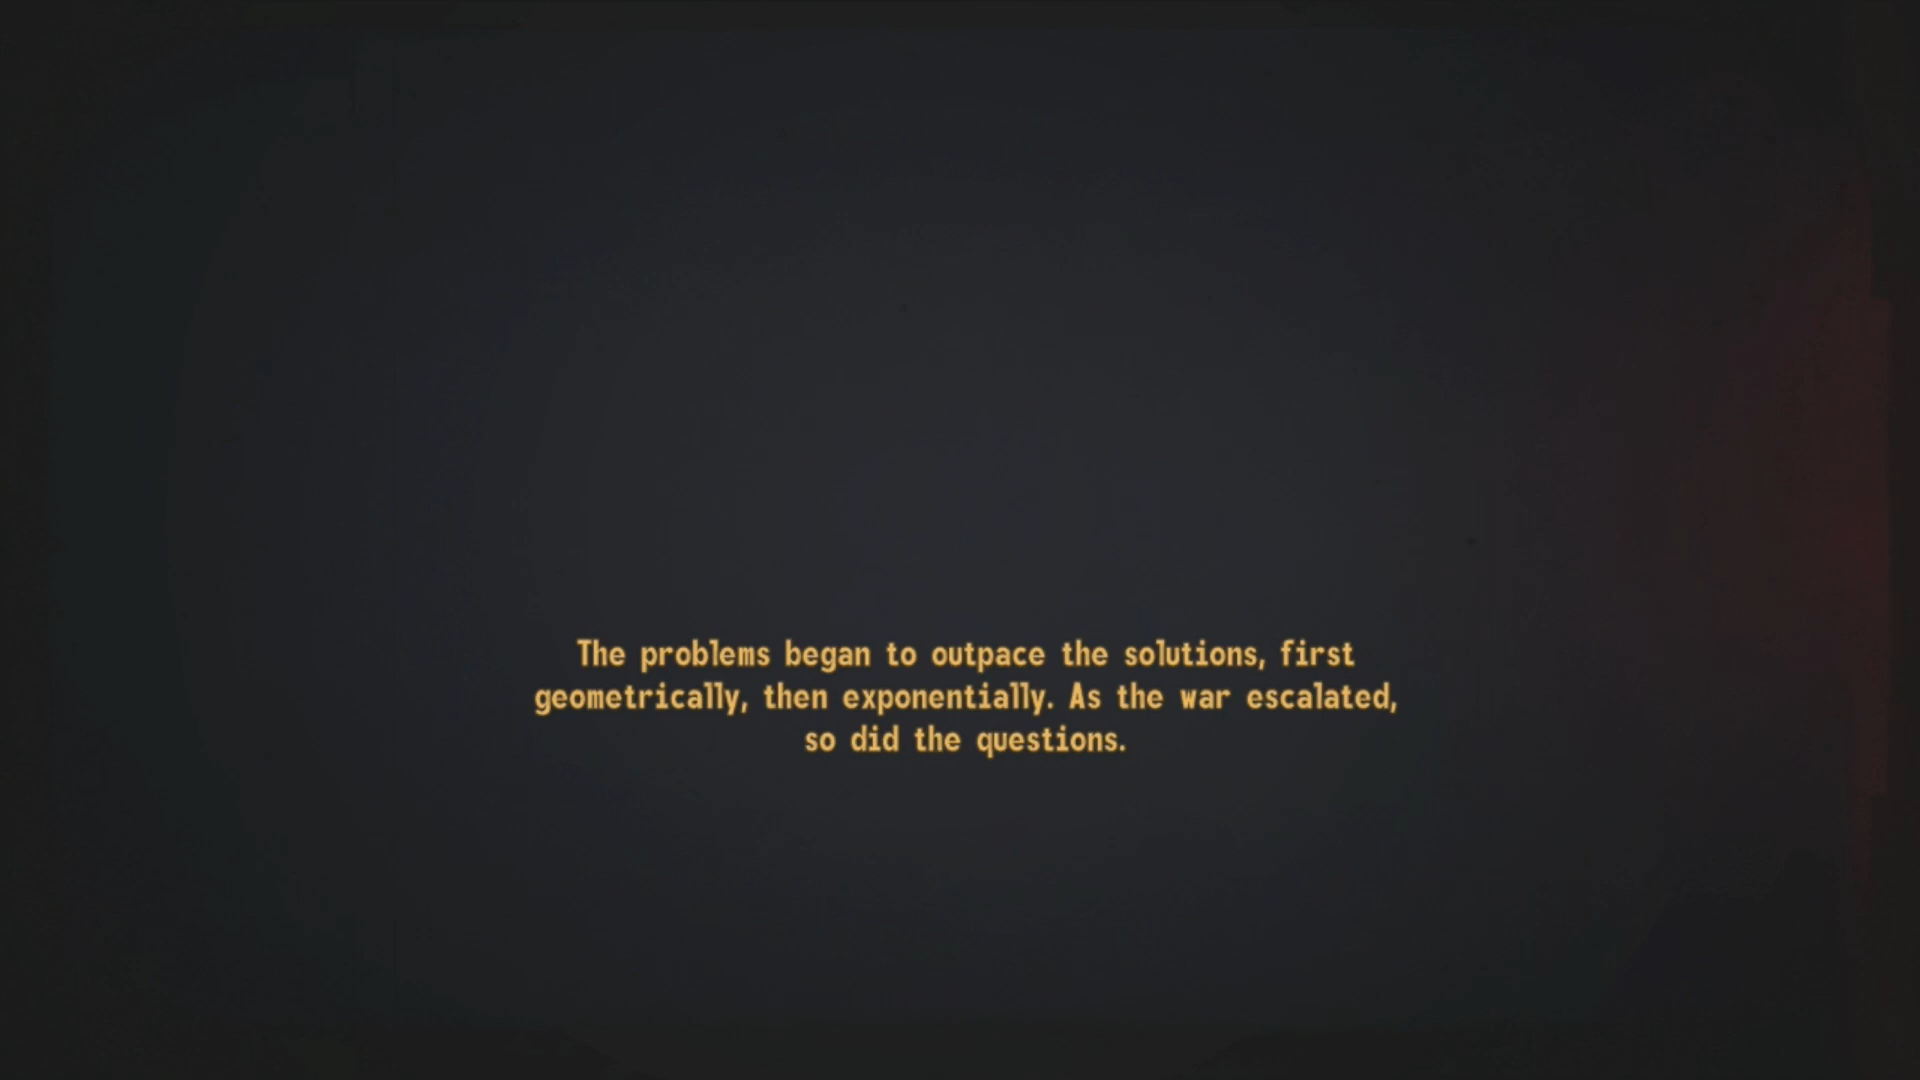 The problems began to outpace the solutions, first
geometrically, then exponentially. As the war escalated,
so did the questions.